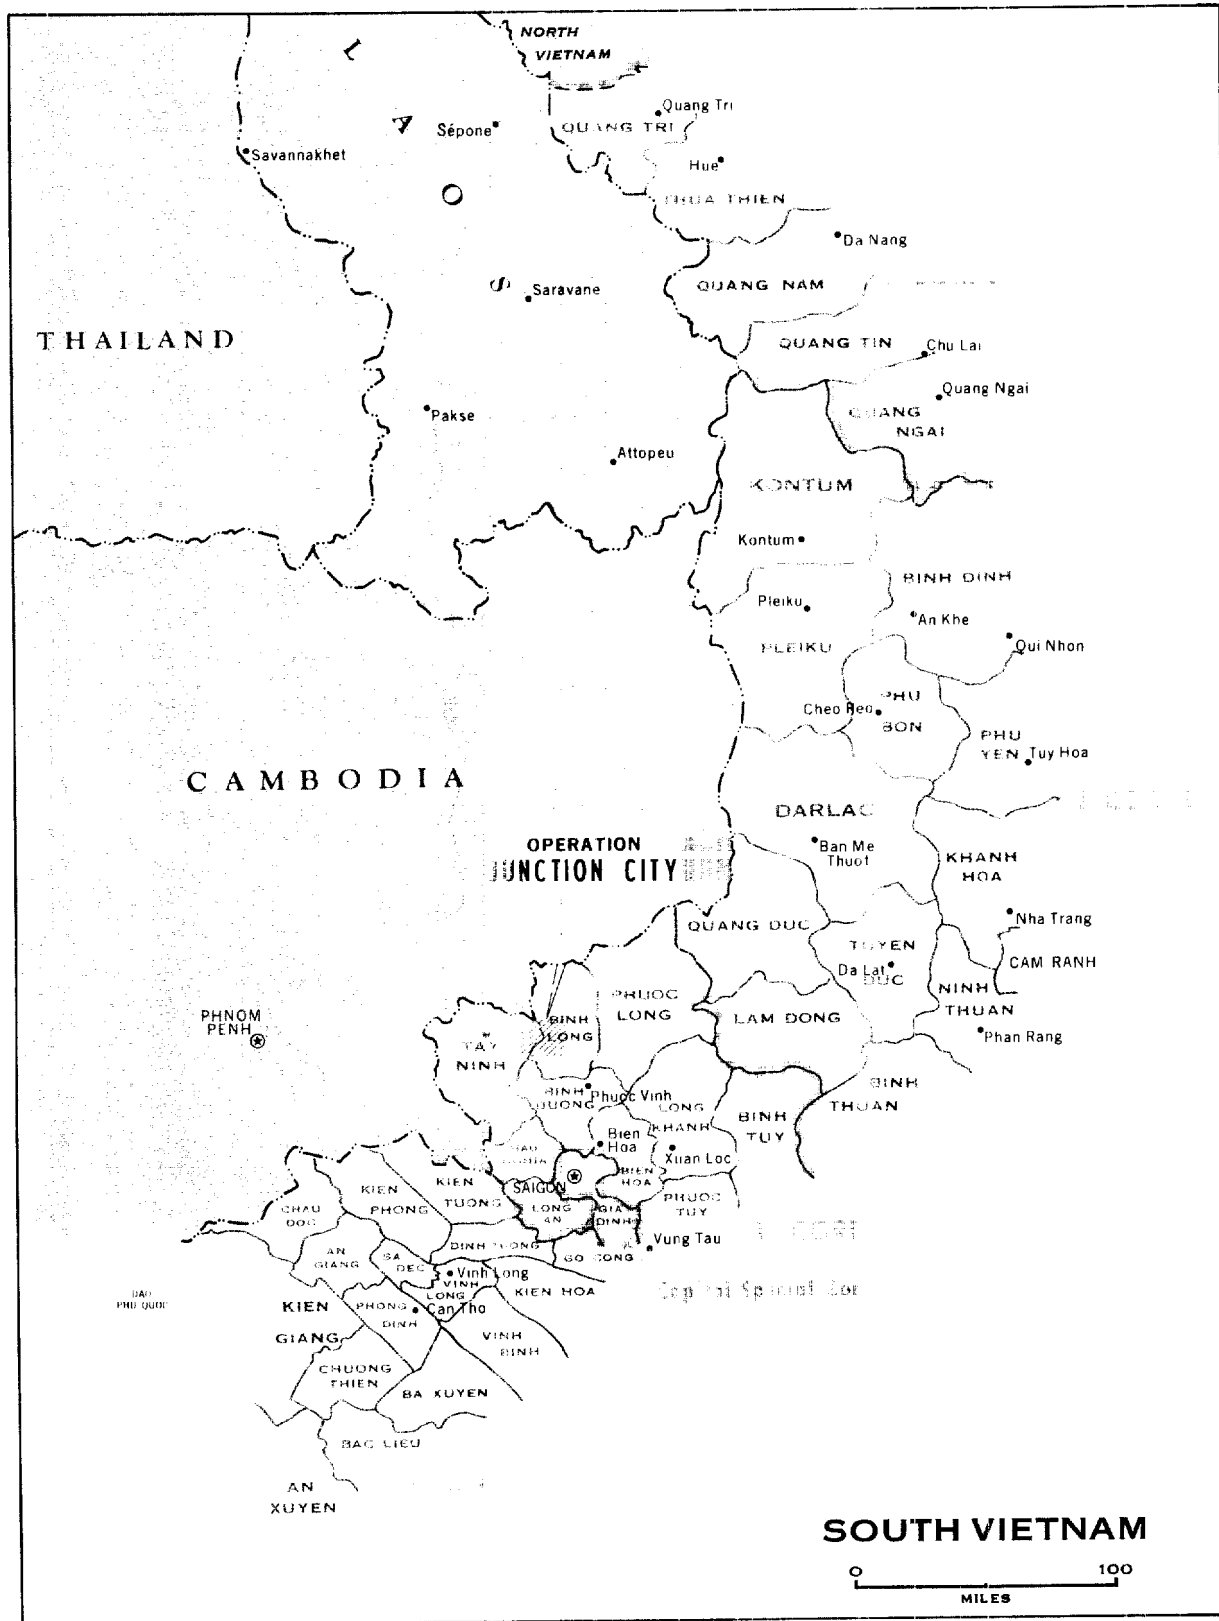 NORTH
VIETNAM
L
A
O
S
Quang Tri
Sépone
QUANG TRI
Savannakhet
Hue
THUA THIEN
Da Nang
QUANG NAM
Saravane
THAILAND
QUANG TIN
Chu Lai
Quang Ngai
Pakse
QUANG
NGAI
Attopeu
KONTUM
Kontum
BINH DINH
Pleiku
An Khe
PLEIKU
Qui Nhon
PHU
BON
Cheo Reo
PHU
YEN
Tuy Hoa
CAMBODIA
DARLAC
OPERATION
JUNCTION CITY
Ban Me
Thuot
KHANH
HOA
QUANG DUC
Nha Trang
TUYEN
DUC
Da Lat
CAM RANH
NINH
THUAN
PHUOC
LONG
LAM DONG
PHNOM
PENH
BINH
LONG
Phan Rang
TAY
NINH
BINH
DUONG
Phuoc Vinh
BINH
THUAN
LONG
KHANH
BINH
TUY
Bien
Hoa
Xuan Loc
BIEN
HOA
SAIGON
KIEN
PHONG
KIEN
TUONG
LONG
AN
GIA
DINH
PHUOC
TUY
CHAU
DOC
Vung Tau
AN
GIANG
SA
DEC
DINH TUONG
GO CONG
Vinh Long
VINH
LONG
KIEN HOA
Capital Special Zon
DAO
PHU QUOC
KIEN
GIANG
PHONG
DINH
Can Tho
VINH
BINH
CHUONG
THIEN
BA XUYEN
BAC LIEU
AN
XUYEN
SOUTH VIETNAM
0 100
MILES